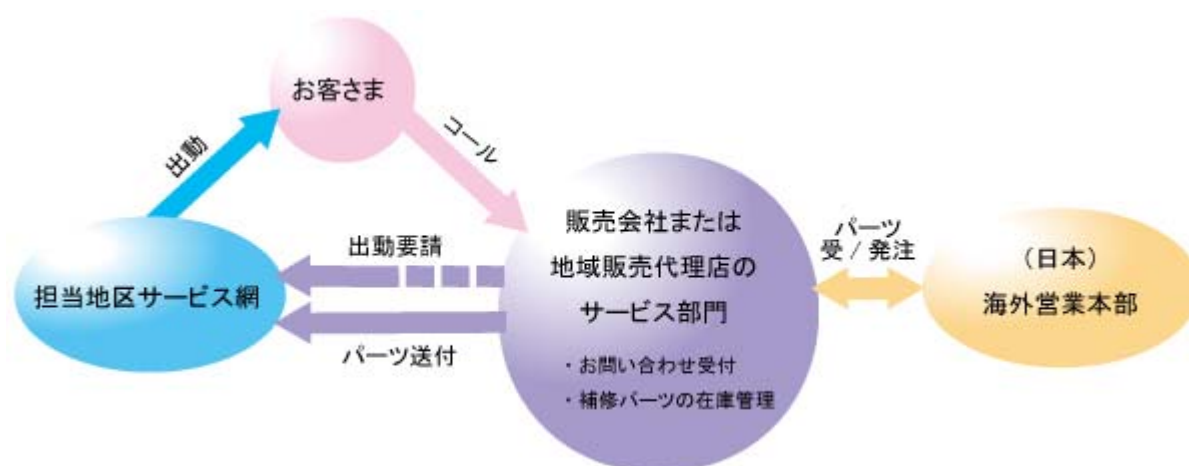 お客さま
出動
コール
担当地区サービス網
出動要請
パーツ送付
販売会社または
地域販売代理店の
サービス部門
・お問い合わせ受付
・補修パーツの在庫管理
パーツ
受 / 発注
（日本）
海外営業本部